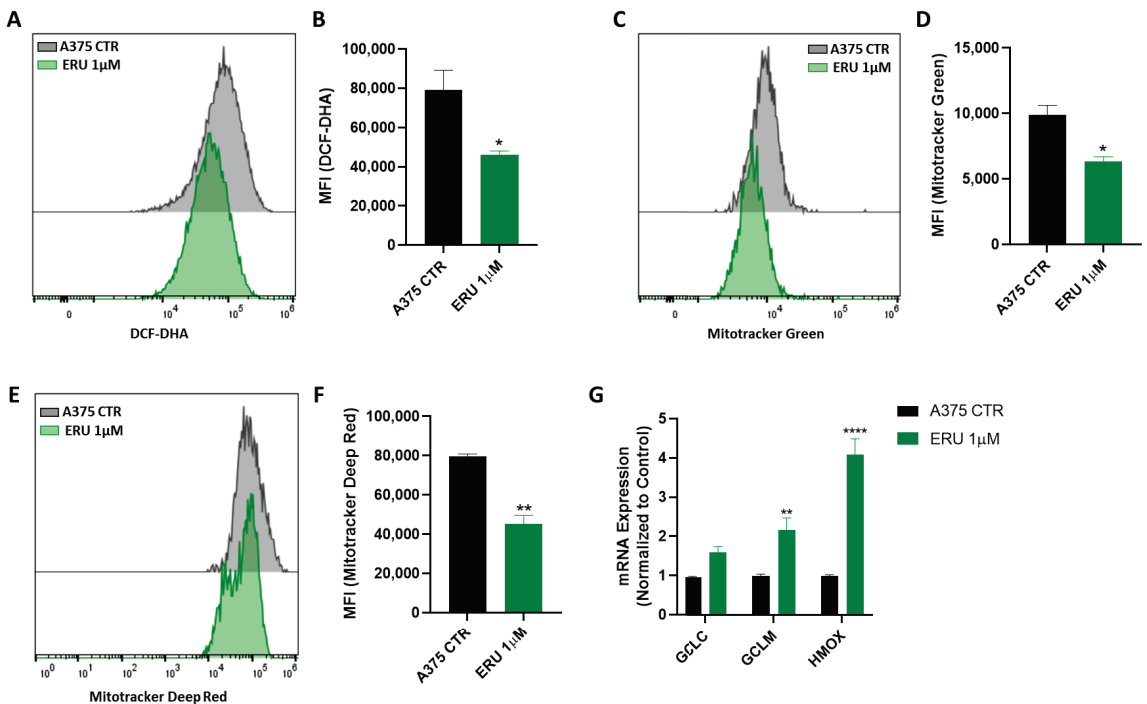 A
A375 CTR
ERU 1μM
0
10^4
10^5
10^6
DCF-DHA
B
100,000
80,000
60,000
40,000
20,000
0
MFI (DCF-DHA)
*
A375 CTR
ERU 1μM
C
A375 CTR
ERU 1μM
0
10^4
10^5
10^6
Mitotracker Green
D
15,000
10,000
5,000
0
MFI (Mitotracker Green)
*
A375 CTR
ERU 1μM
E
A375 CTR
ERU 1μM
10^0
10^1
10^2
10^3
10^4
10^5
10^6
Mitotracker Deep Red
F
100,000
80,000
60,000
40,000
20,000
0
MFI (Mitotracker Deep Red)
**
A375 CTR
ERU 1μM
G
5
4
3
2
1
0
mRNA Expression
(Normalized to Control)
**
****
GCLC
GCLM
HMOX
A375 CTR
ERU 1μM